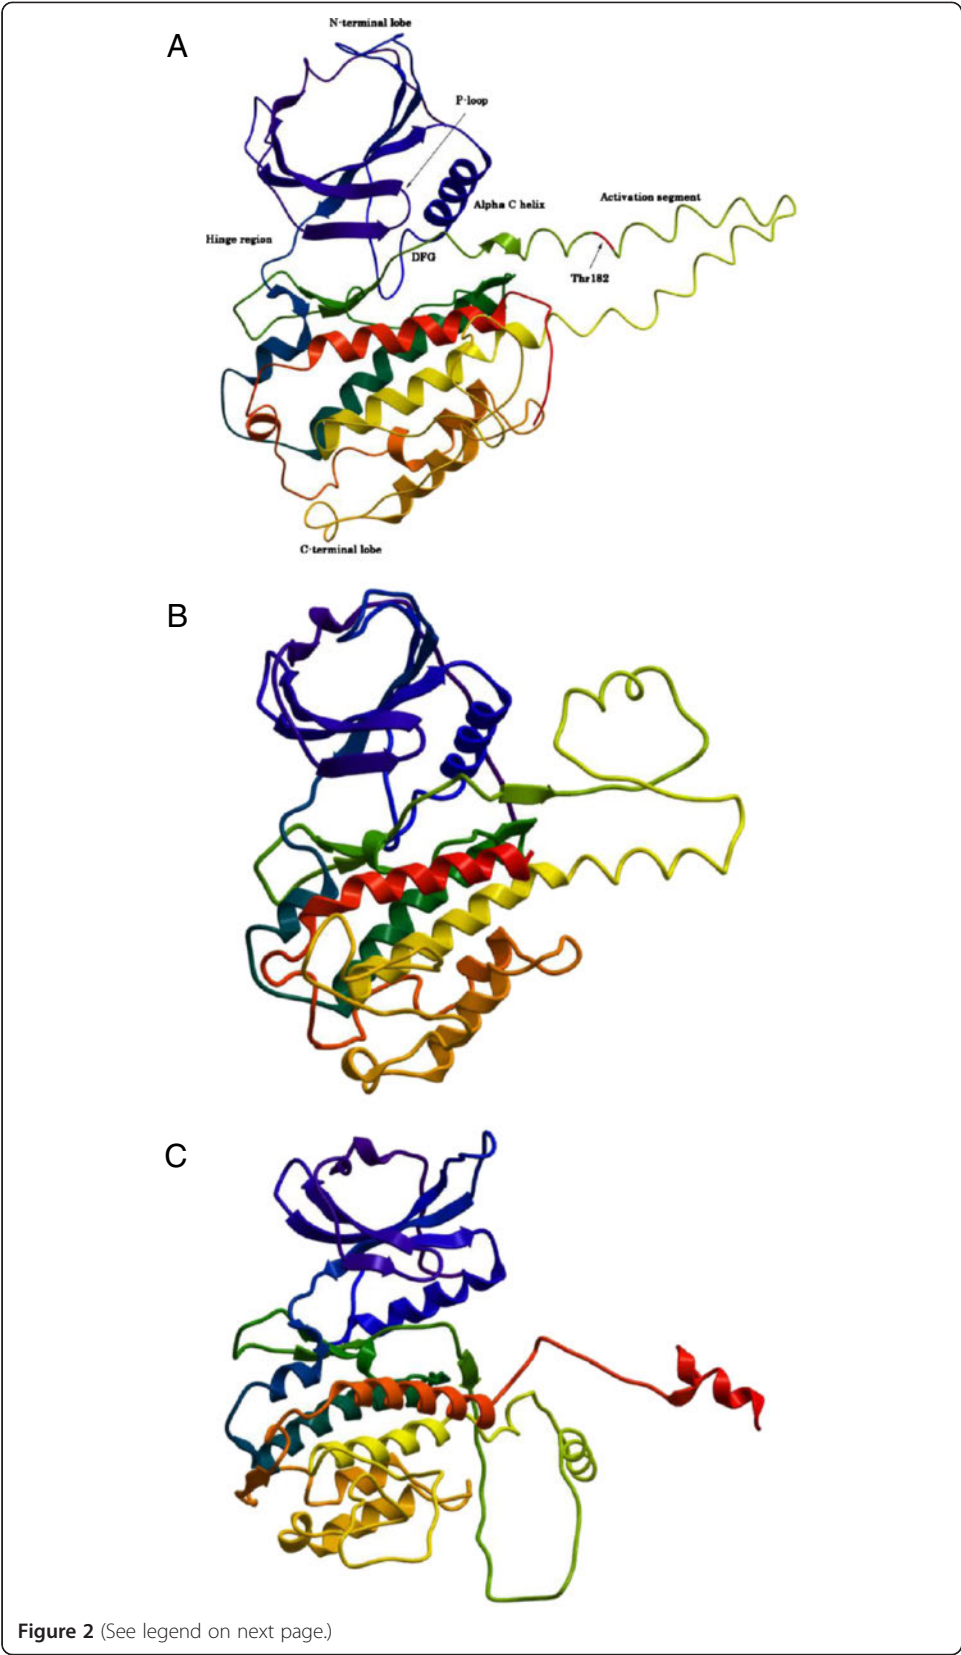 A
N-terminal lobe
P-loop
Alpha C helix
Activation segment
Hinge region
DFG
Thr182
C-terminal lobe
B
C
Figure 2 (See legend on next page.)